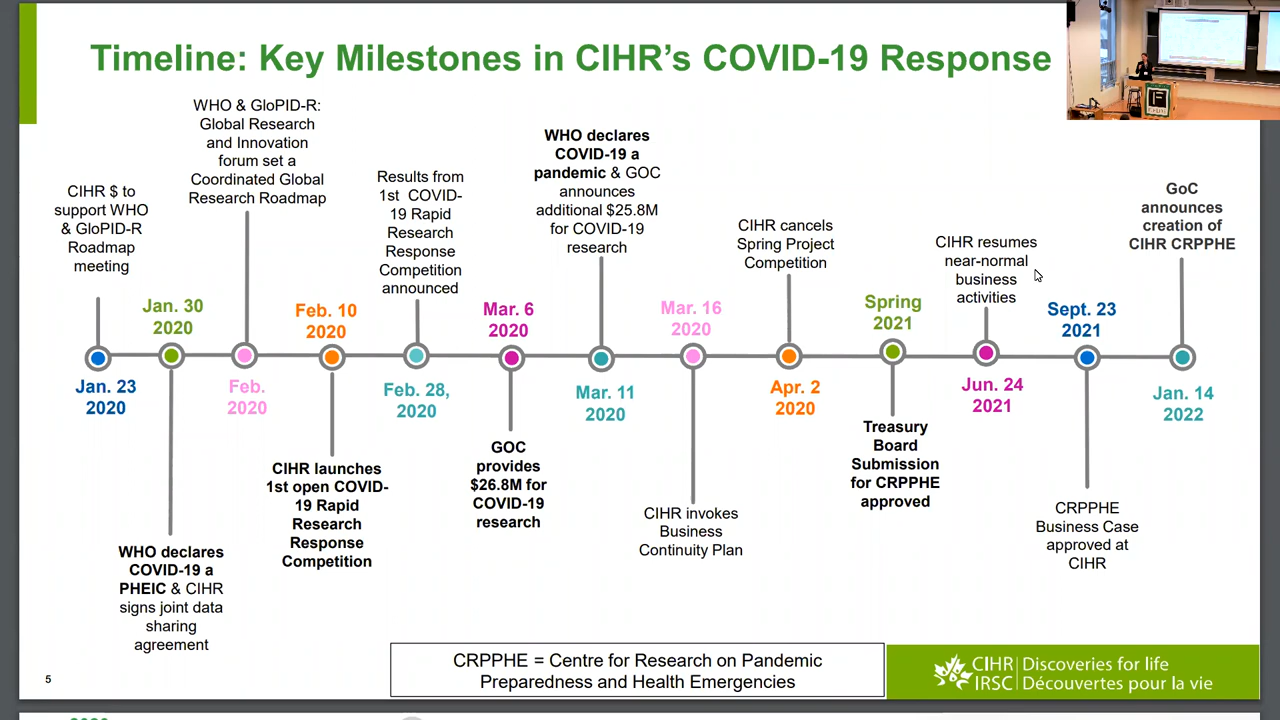 Timeline: Key Milestones in CIHR's COVID-19 Response
CIHR $ to
support WHO
& GloPID-R
Roadmap
meeting
Jan. 23
2020
Jan. 30
2020
WHO declares
COVID-19 a
PHEIC & CIHR
signs joint data
sharing
agreement
WHO & GloPID-R:
Global Research
and Innovation
forum set a
Coordinated Global
Research Roadmap
Feb.
2020
Feb. 10
2020
CIHR launches
1st open COVID-
19 Rapid
Research
Response
Competition
Results from
1st COVID-
19 Rapid
Research
Response
Competition
announced
Feb. 28,
2020
Mar. 6
2020
GOC
provides
$26.8M for
COVID-19
research
WHO declares
COVID-19 a
pandemic & GOC
announces
additional $25.8M
for COVID-19
research
Mar. 11
2020
Mar. 16
2020
CIHR invokes
Business
Continuity Plan
CIHR cancels
Spring Project
Competition
Apr. 2
2020
Spring
2021
Treasury
Board
Submission
for CRPPHE
approved
CIHR resumes
near-normal
business
activities
Jun. 24
2021
Sept. 23
2021
CRPPHE
Business Case
approved at
CIHR
GoC
announces
creation of
CIHR CRPPHE
Jan. 14
2022
CRPPHE = Centre for Research on Pandemic
Preparedness and Health Emergencies
5
CIHR Discoveries for life
IRSC Découvertes pour la vie